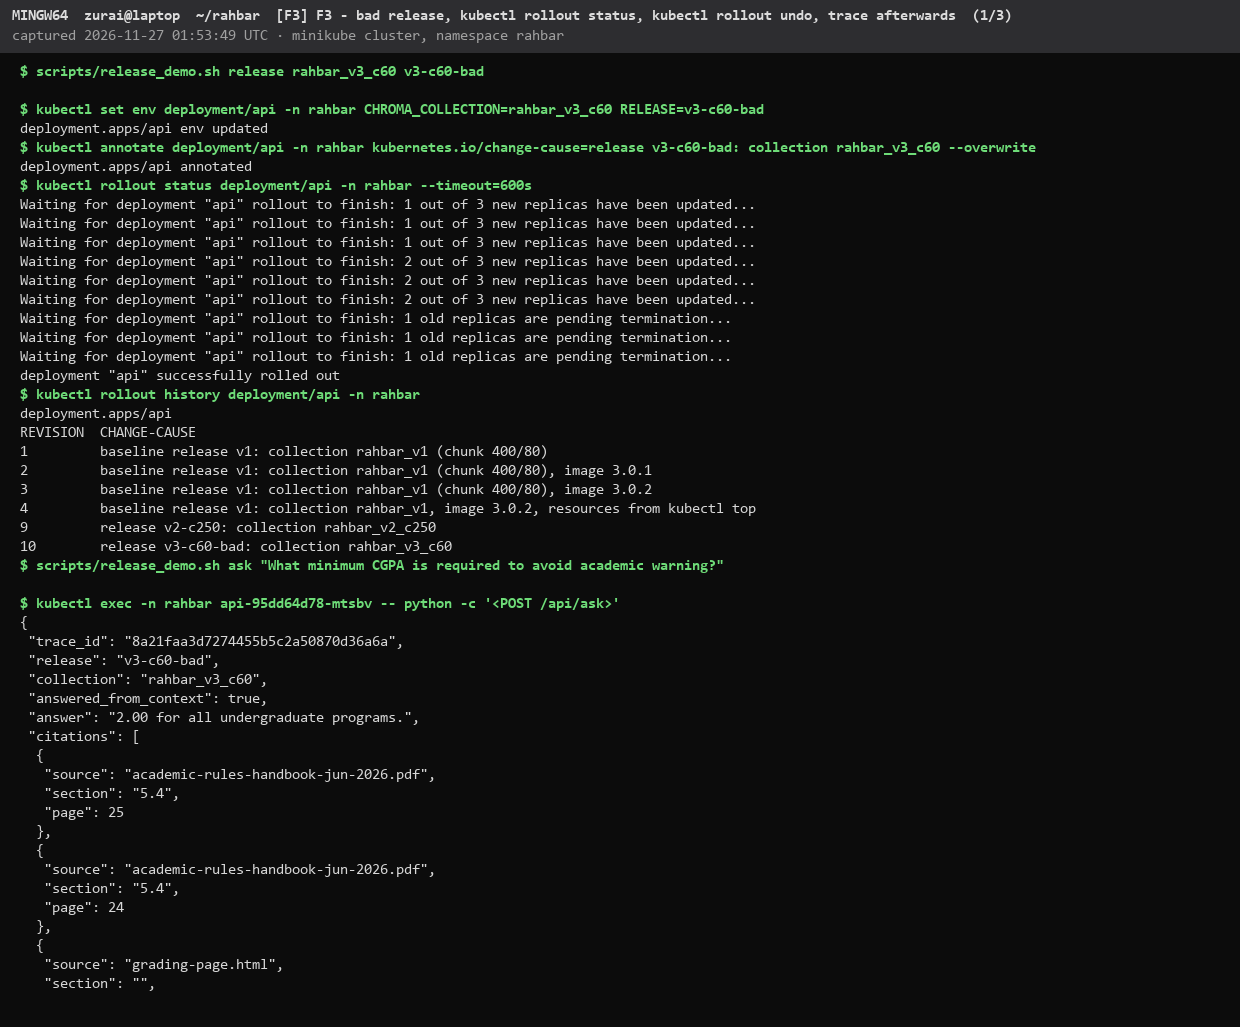 MINGW64  zurai@laptop  ~/rahbar  [F3] F3 - bad release, kubectl rollout status, kubectl rollout undo, trace afterwards  (1/3)
captured 2026-11-27 01:53:49 UTC · minikube cluster, namespace rahbar
$ scripts/release_demo.sh release rahbar_v3_c60 v3-c60-bad
$ kubectl set env deployment/api -n rahbar CHROMA_COLLECTION=rahbar_v3_c60 RELEASE=v3-c60-bad
deployment.apps/api env updated
$ kubectl annotate deployment/api -n rahbar kubernetes.io/change-cause=release v3-c60-bad: collection rahbar_v3_c60 --overwrite
deployment.apps/api annotated
$ kubectl rollout status deployment/api -n rahbar --timeout=600s
Waiting for deployment "api" rollout to finish: 1 out of 3 new replicas have been updated...
Waiting for deployment "api" rollout to finish: 1 out of 3 new replicas have been updated...
Waiting for deployment "api" rollout to finish: 1 out of 3 new replicas have been updated...
Waiting for deployment "api" rollout to finish: 2 out of 3 new replicas have been updated...
Waiting for deployment "api" rollout to finish: 2 out of 3 new replicas have been updated...
Waiting for deployment "api" rollout to finish: 2 out of 3 new replicas have been updated...
Waiting for deployment "api" rollout to finish: 1 old replicas are pending termination...
Waiting for deployment "api" rollout to finish: 1 old replicas are pending termination...
Waiting for deployment "api" rollout to finish: 1 old replicas are pending termination...
deployment "api" successfully rolled out
$ kubectl rollout history deployment/api -n rahbar
deployment.apps/api
REVISION  CHANGE-CAUSE
1         baseline release v1: collection rahbar_v1 (chunk 400/80)
2         baseline release v1: collection rahbar_v1 (chunk 400/80), image 3.0.1
3         baseline release v1: collection rahbar_v1 (chunk 400/80), image 3.0.2
4         baseline release v1: collection rahbar_v1, image 3.0.2, resources from kubectl top
9         release v2-c250: collection rahbar_v2_c250
10        release v3-c60-bad: collection rahbar_v3_c60
$ scripts/release_demo.sh ask "What minimum CGPA is required to avoid academic warning?"
$ kubectl exec -n rahbar api-95dd64d78-mtsbv -- python -c '<POST /api/ask>'
{
 "trace_id": "8a21faa3d7274455b5c2a50870d36a6a",
 "release": "v3-c60-bad",
 "collection": "rahbar_v3_c60",
 "answered_from_context": true,
 "answer": "2.00 for all undergraduate programs.",
 "citations": [
  {
   "source": "academic-rules-handbook-jun-2026.pdf",
   "section": "5.4",
   "page": 25
  },
  {
   "source": "academic-rules-handbook-jun-2026.pdf",
   "section": "5.4",
   "page": 24
  },
  {
   "source": "grading-page.html",
   "section": "",